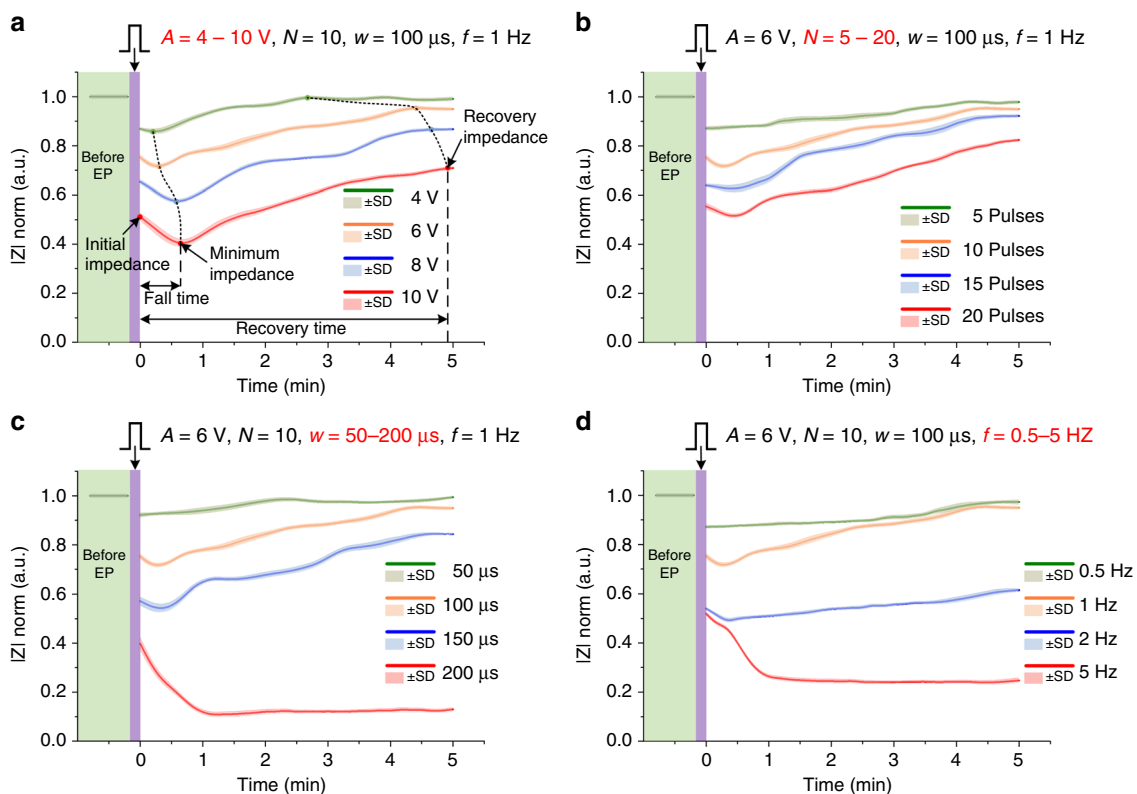 a
A = 4 – 10 V, N = 10, w = 100 µs, f = 1 Hz
|Z| norm (a.u.)
1.0
0.8
0.6
0.4
0.2
0.0
Before
EP
Recovery
impedance
Initial
impedance
Minimum
impedance
Fall time
Recovery time
±SD 4 V
±SD 6 V
±SD 8 V
±SD 10 V
0 1 2 3 4 5
Time (min)
b
A = 6 V, N = 5 – 20, w = 100 µs, f = 1 Hz
|Z| norm (a.u.)
1.0
0.8
0.6
0.4
0.2
0.0
Before
EP
±SD 5 Pulses
±SD 10 Pulses
±SD 15 Pulses
±SD 20 Pulses
0 1 2 3 4 5
Time (min)
c
A = 6 V, N = 10, w = 50–200 µs, f = 1 Hz
|Z| norm (a.u.)
1.0
0.8
0.6
0.4
0.2
0.0
Before
EP
±SD 50 µs
±SD 100 µs
±SD 150 µs
±SD 200 µs
0 1 2 3 4 5
Time (min)
d
A = 6 V, N = 10, w = 100 µs, f = 0.5–5 HZ
|Z| norm (a.u.)
1.0
0.8
0.6
0.4
0.2
0.0
Before
EP
±SD 0.5 Hz
±SD 1 Hz
±SD 2 Hz
±SD 5 Hz
0 1 2 3 4 5
Time (min)